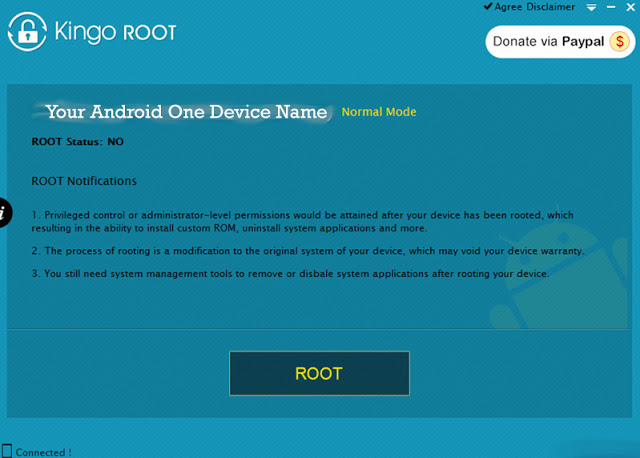 Agree Disclaimer
Kingo ROOT
Donate via Paypal $
Your Android One Device Name Normal Mode
ROOT Status: NO
ROOT Notifications
1. Privileged control or administrator-level permissions would be attained after your device has been rooted, which
resulting in the ability to install custom ROM, uninstall system applications and more.
2. The process of rooting is a modification to the original system of your device, which may void your device warranty.
3. You still need system management tools to remove or disbale system applications after rooting your device.
i
ROOT
Connected !